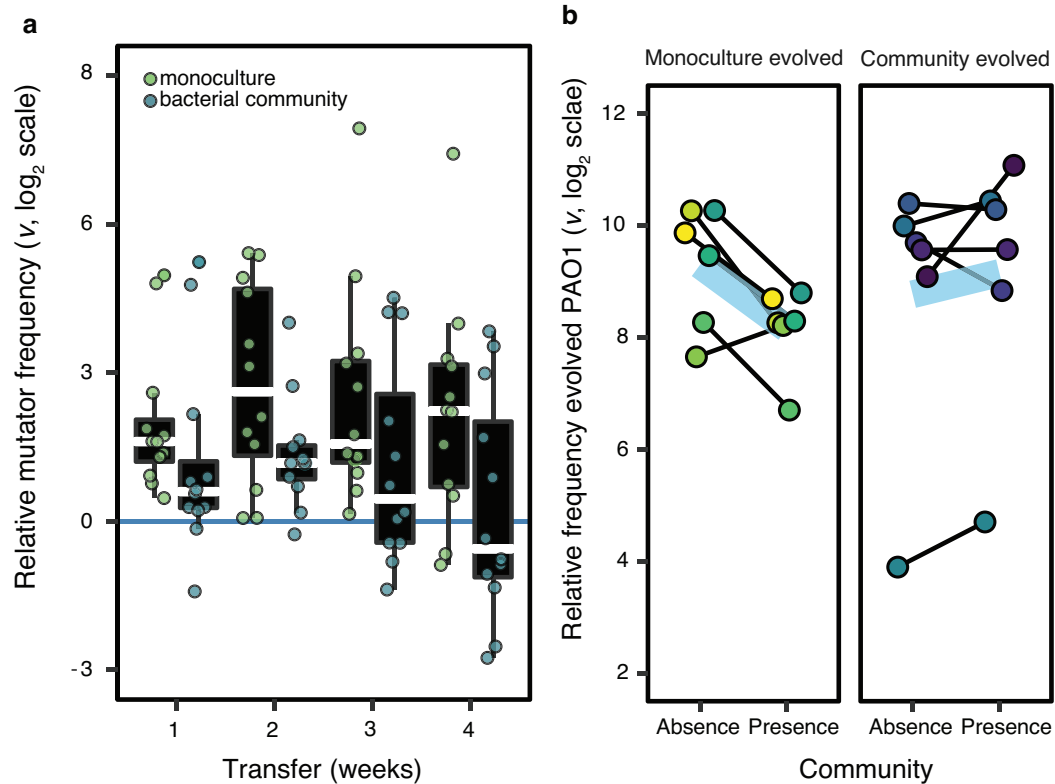 a
Relative mutator frequency (v, log2 scale)
8
6
3
0
-3
monoculture
bacterial community
1
2
3
4
Transfer (weeks)
b
Relative frequency evolved PAO1 (v, log2 sclae)
Monoculture evolved
Community evolved
12
10
8
6
4
2
Absence Presence
Absence Presence
Community